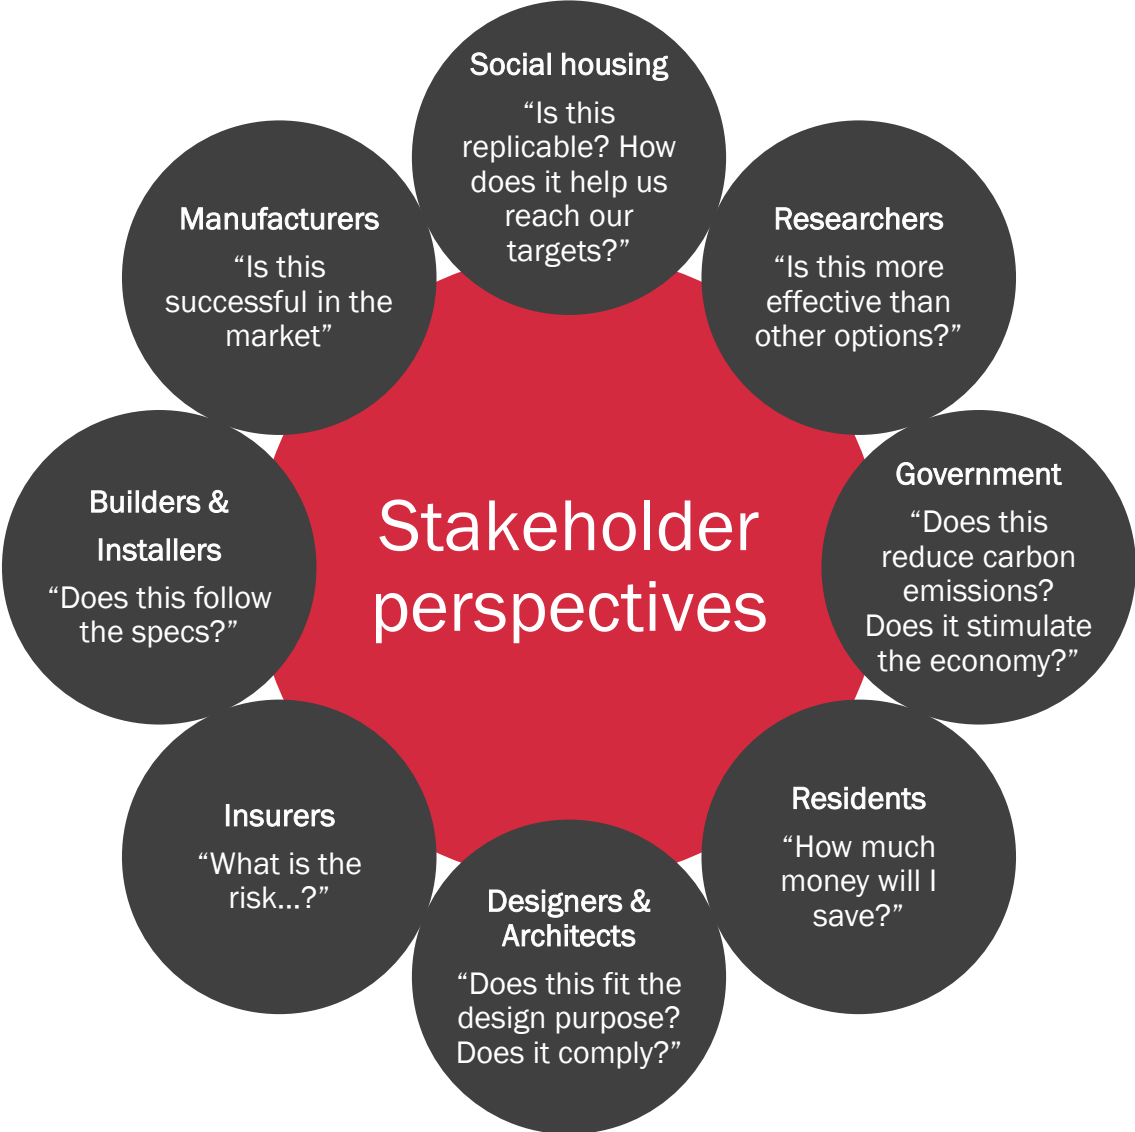 Social housing
“Is this
replicable? How
does it help us
reach our
targets?”
Researchers
“Is this more
effective than
other options?”
Government
“Does this
reduce carbon
emissions?
Does it stimulate
the economy?”
Residents
“How much
money will I
save?”
Designers &
Architects
“Does this fit the
design purpose?
Does it comply?”
Insurers
“What is the
risk...?”
Builders &
Installers
“Does this follow
the specs?”
Manufacturers
“Is this
successful in the
market”
Stakeholder
perspectives